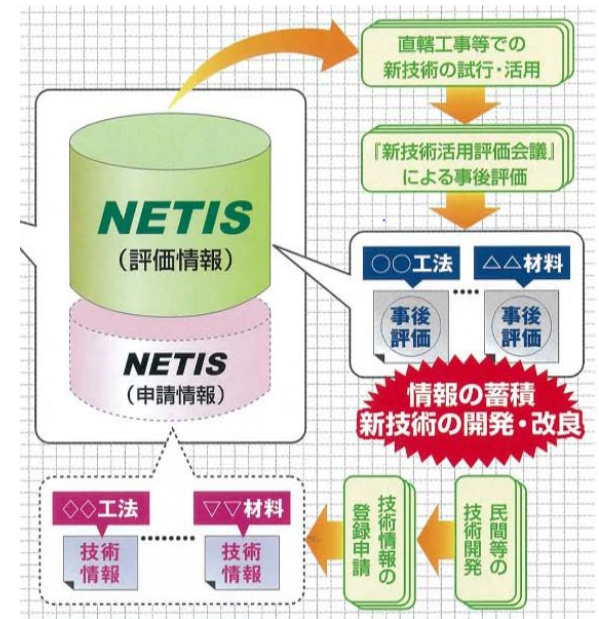 直轄工事等での
新技術の試行・活用
『新技術活用評価会議』
による事後評価
NETIS
(評価情報)
○○工法
△△材料
事後
評価
事後
評価
NETIS
(申請情報)
情報の蓄積
新技術の開発・改良
◇◇工法
▽▽材料
技術
情報
技術
情報
技術情報の
登録申請
民間等の
技術開発